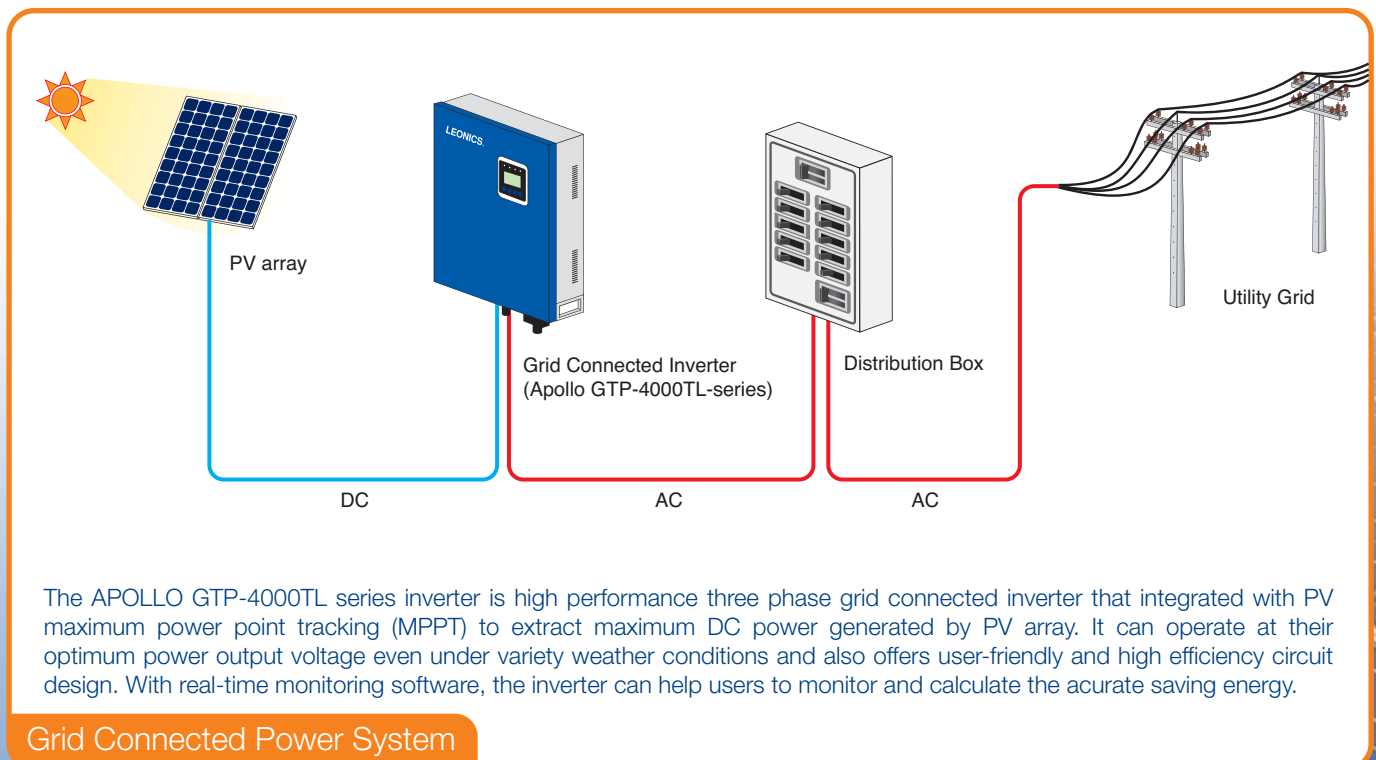 LEONICS
PV array
Grid Connected Inverter
(Apollo GTP-4000TL-series)
Distribution Box
Utility Grid
DC
AC
AC
The APOLLO GTP-4000TL series inverter is high performance three phase grid connected inverter that integrated with PV
maximum power point tracking (MPPT) to extract maximum DC power generated by PV array. It can operate at their
optimum power output voltage even under variety weather conditions and also offers user-friendly and high efficiency circuit
design. With real-time monitoring software, the inverter can help users to monitor and calculate the acurate saving energy.
Grid Connected Power System